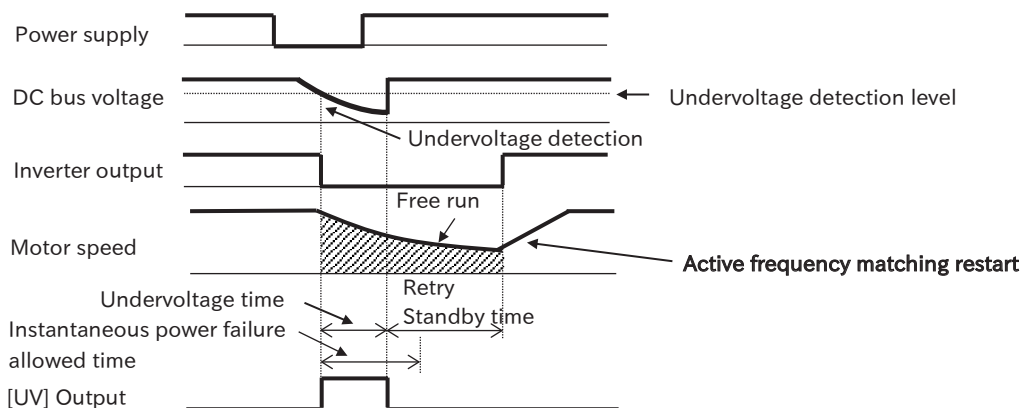 Power supply
DC bus voltage
Undervoltage detection level
Undervoltage detection
Inverter output
Free run
Motor speed
Active frequency matching restart
Retry
Undervoltage time
Standby time
Instantaneous power failure
allowed time
[UV] Output